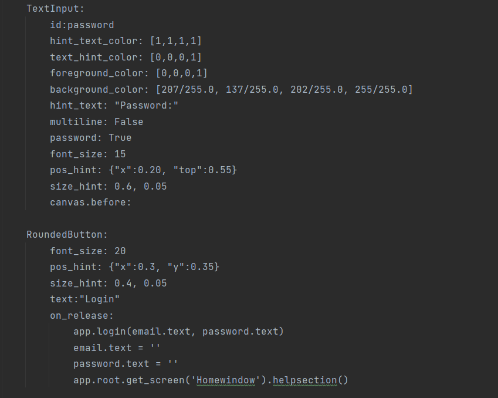 TextInput:
id:password
hint_text_color: [1,1,1,1]
text_hint_color: [0,0,0,1]
foreground_color: [0,0,0,1]
background_color: [207/255.0, 137/255.0, 202/255.0, 255/255.0]
hint_text: "Password:"
multiline: False
password: True
font_size: 15
pos_hint: {"x":0.20, "top":0.55}
size_hint: 0.6, 0.05
canvas.before:
RoundedButton:
font_size: 20
pos_hint: {"x":0.3, "y":0.35}
size_hint: 0.4, 0.05
text:"Login"
on_release:
app.login(email.text, password.text)
email.text = ''
password.text = ''
app.root.get_screen('Homewindow').helpsection()